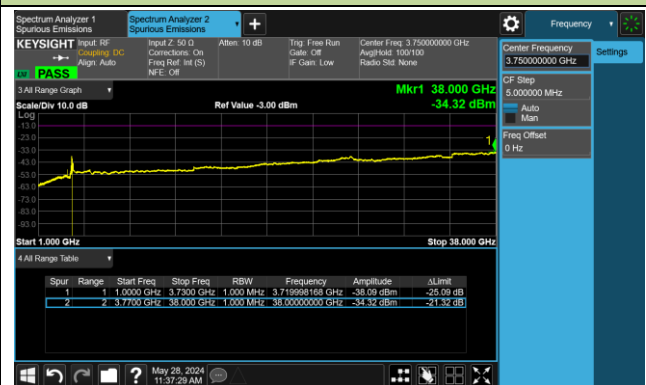 Spectrum Analyzer 1
Spurious Emissions
Spectrum Analyzer 2
Spurious Emissions
Frequency
KEYSIGHT
Input: RF
Coupling: DC
Align: Auto
Input Z: 50 Ω
Corrections: On
Freq Ref: Int (S)
NFE: Off
Atten: 10 dB
Trig: Free Run
Gate: Off
IF Gain: Low
Center Freq: 3.750000000 GHz
Avg|Hold: 100/100
Radio Std: None
PASS
3 All Range Graph
Scale/Div 10.0 dB
Ref Value -3.00 dBm
Mkr1 38.000 GHz
-34.32 dBm
Log
-13.0
-23.0
-33.0
-43.0
-53.0
-63.0
-73.0
-83.0
-93.0
1
Start 1.000 GHz
Stop 38.000 GHz
4 All Range Table
Spur Range Start Freq Stop Freq RBW Frequency Amplitude ΔLimit
1 1 1.0000 GHz 3.7300 GHz 1.000 MHz 3.719998168 GHz -38.09 dBm -25.09 dB
2 2 3.7700 GHz 38.000 GHz 1.000 MHz 38.00000000 GHz -34.32 dBm -21.32 dB
Center Frequency
3.750000000 GHz
Settings
CF Step
5.000000 MHz
Auto
Man
Freq Offset
0 Hz
May 28, 2024
11:37:29 AM